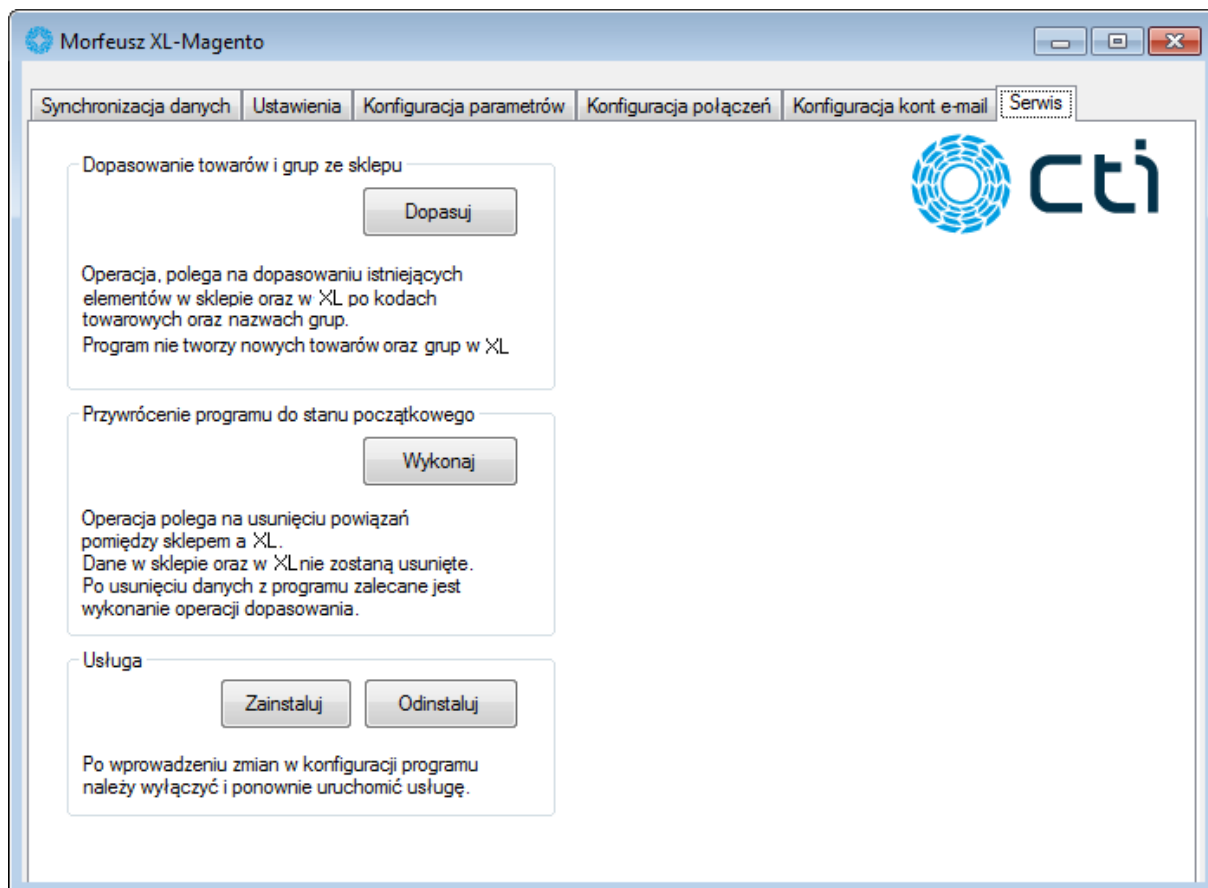 Morfeusz XL-Magento
Synchronizacja danych
Ustawienia
Konfiguracja parametrów
Konfiguracja połączeń
Konfiguracja kont e-mail
Serwis
cti
Dopasowanie towarów i grup ze sklepu
Dopasuj
Operacja, polega na dopasowaniu istniejących
elementów w sklepie oraz w XL po kodach
towarowych oraz nazwach grup.
Program nie tworzy nowych towarów oraz grup w XL
Przywrócenie programu do stanu początkowego
Wykonaj
Operacja polega na usunięciu powiązań
pomiędzy sklepem a XL.
Dane w sklepie oraz w XL nie zostaną usunięte.
Po usunięciu danych z programu zalecane jest
wykonanie operacji dopasowania.
Usługa
Zainstaluj
Odinstaluj
Po wprowadzeniu zmian w konfiguracji programu
należy wyłączyć i ponownie uruchomić usługę.